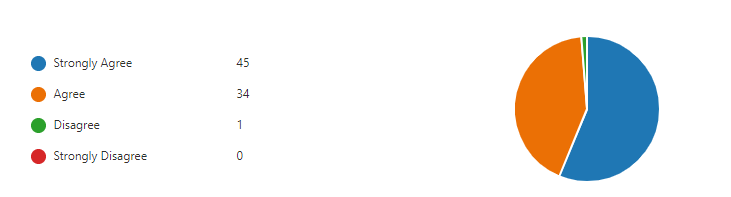 Strongly Agree 45
Agree 34
Disagree 1
Strongly Disagree 0